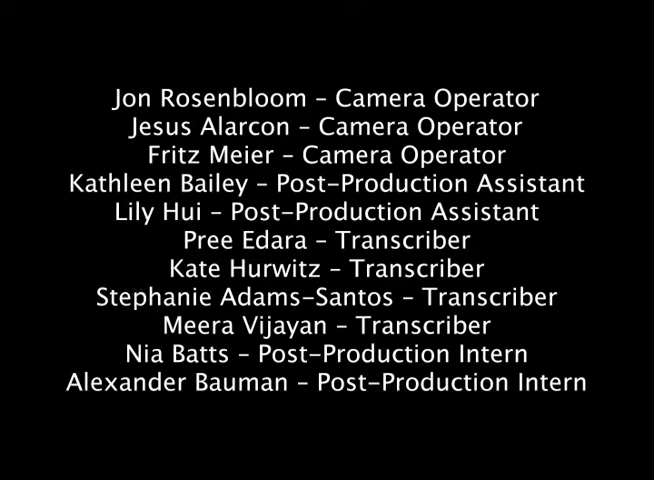 Jon Rosenbloom – Camera Operator
Jesus Alarcon – Camera Operator
Fritz Meier – Camera Operator
Kathleen Bailey – Post–Production Assistant
Lily Hui – Post–Production Assistant
Pree Edara – Transcriber
Kate Hurwitz – Transcriber
Stephanie Adams–Santos – Transcriber
Meera Vijayan – Transcriber
Nia Batts – Post–Production Intern
Alexander Bauman – Post–Production Intern